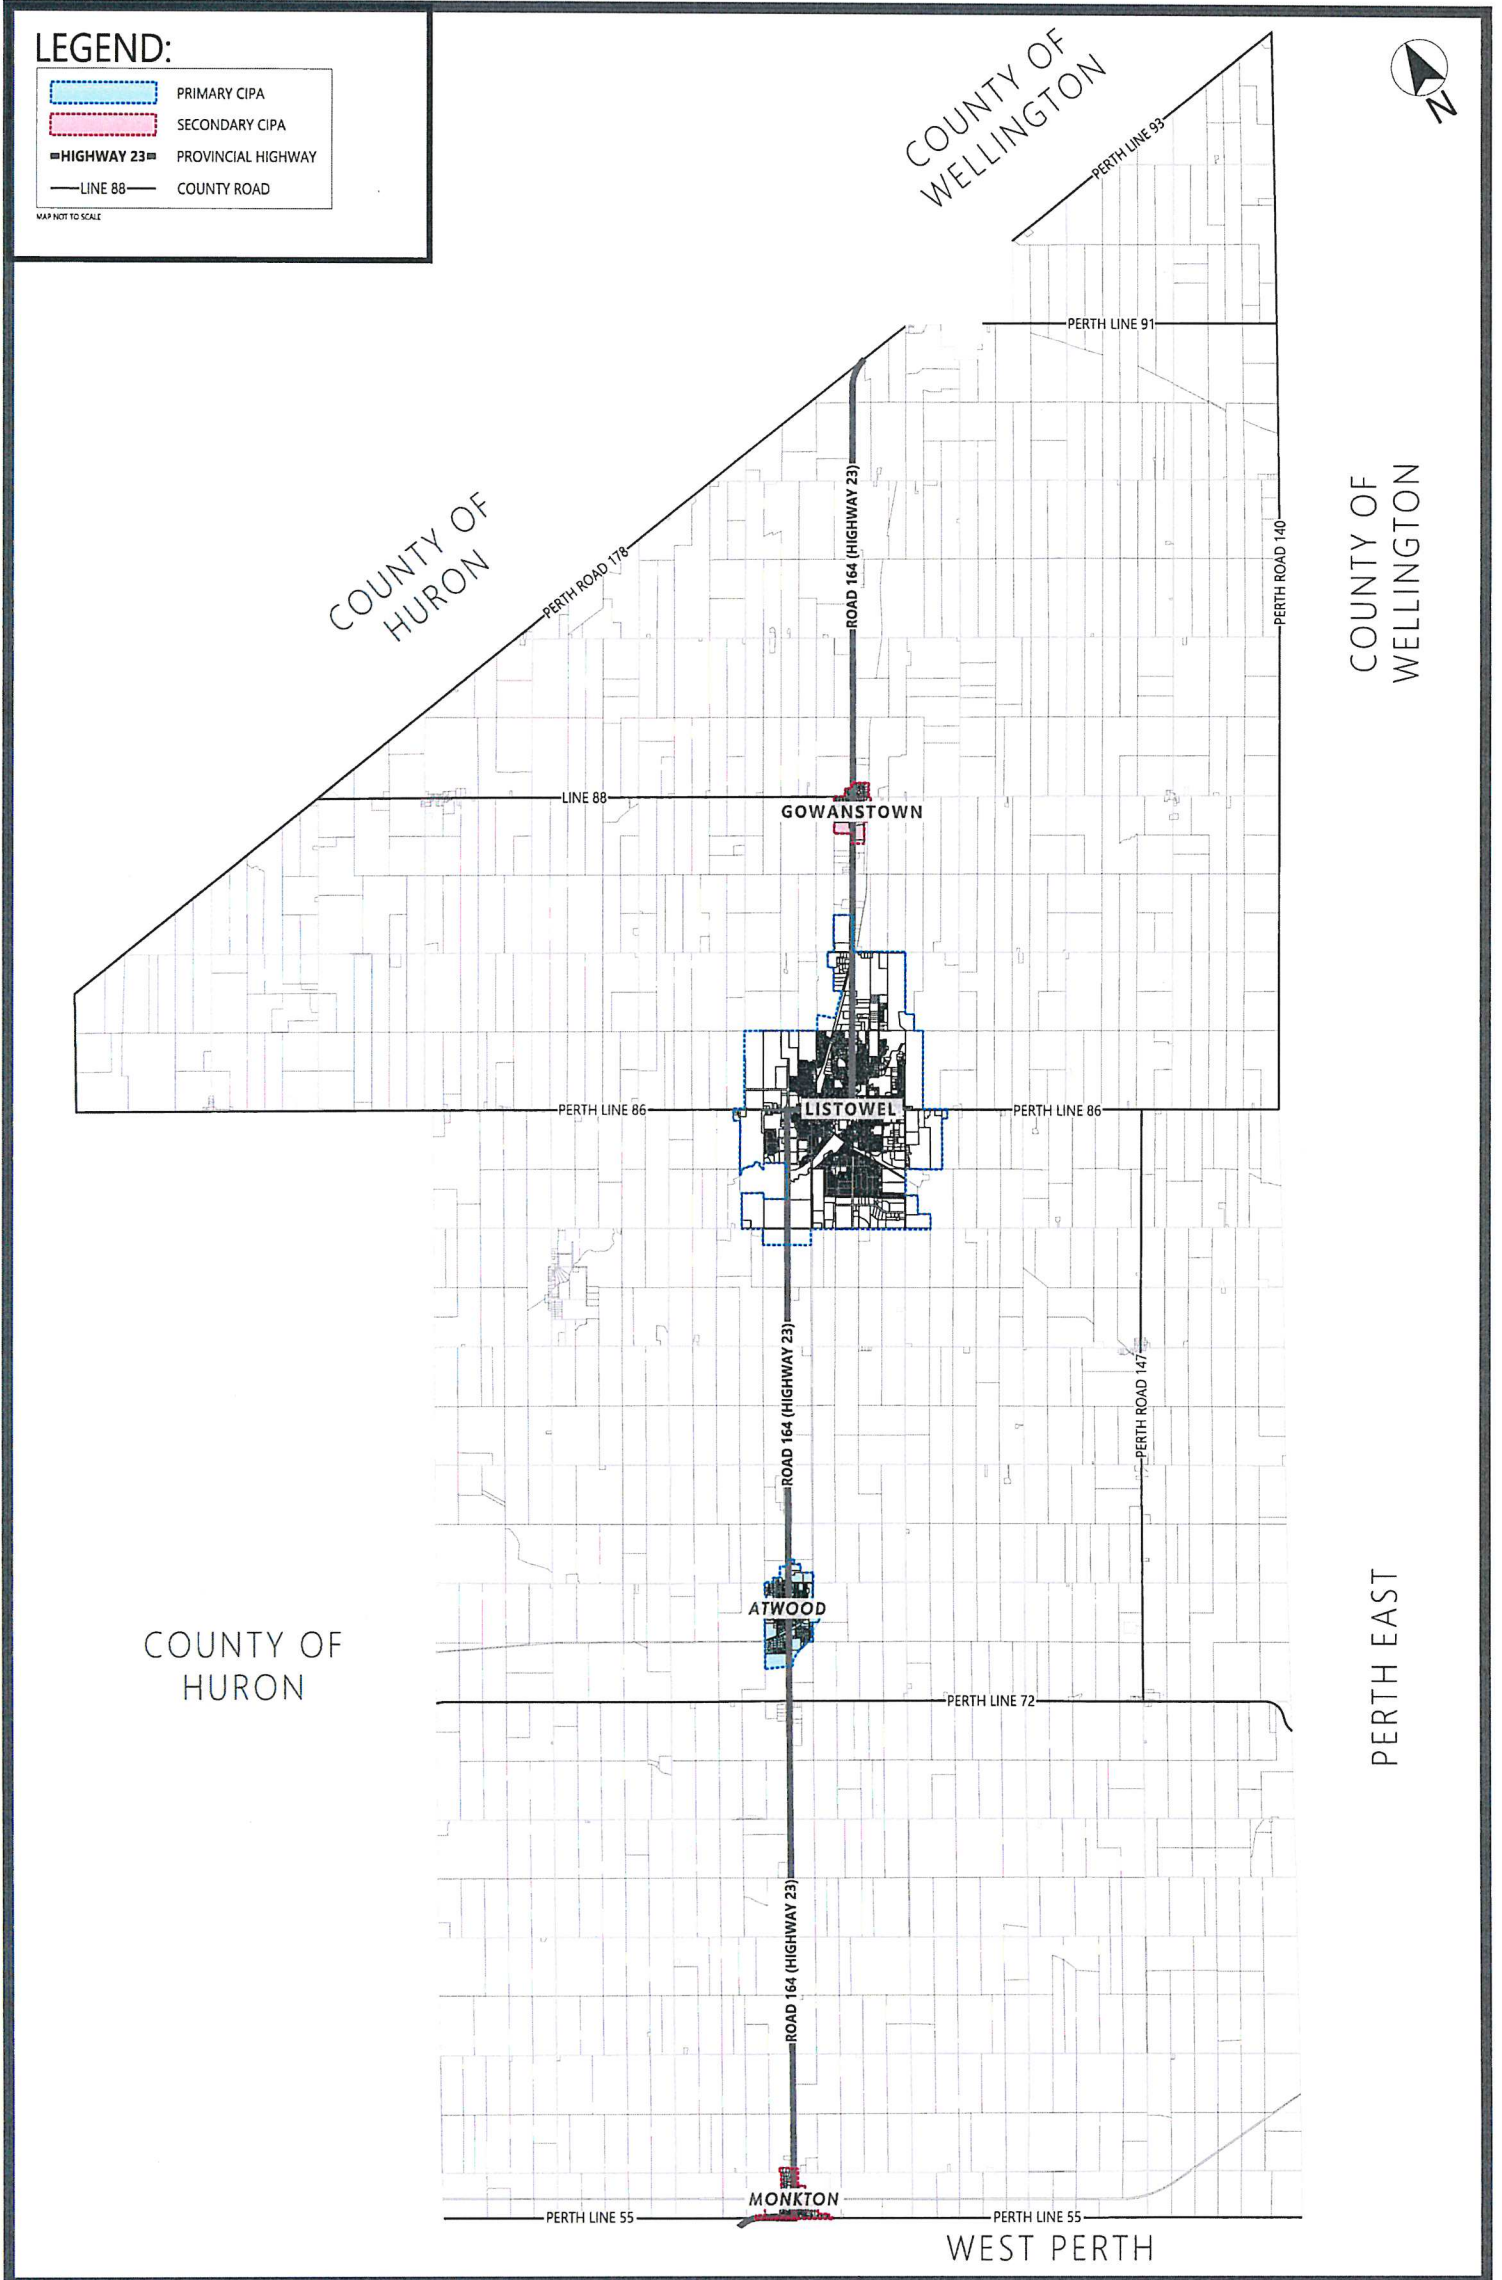 LEGEND:
PRIMARY CIPA
SECONDARY CIPA
HIGHWAY 23 PROVINCIAL HIGHWAY
LINE 88 COUNTY ROAD
MAP NOT TO SCALE
N
COUNTY OF
WELLINGTON
PERTH LINE 93
PERTH LINE 91
COUNTY OF
HURON
PERTH ROAD 178
ROAD 164 (HIGHWAY 23)
PERTH ROAD 140
COUNTY OF
WELLINGTON
LINE 88
GOWANSTOWN
PERTH LINE 86
LISTOWEL
PERTH LINE 86
ROAD 164 (HIGHWAY 23)
PERTH ROAD 147
ATWOOD
COUNTY OF
HURON
PERTH EAST
PERTH LINE 72
ROAD 164 (HIGHWAY 23)
MONKTON
PERTH LINE 55
PERTH LINE 55
WEST PERTH